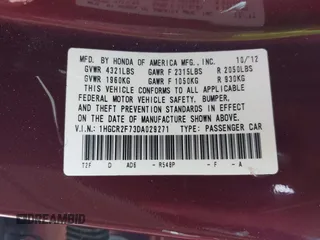 MFD. BY HONDA OF AMERICA MFG., INC. 10/12
GVWR 4321LBS GAWR F 2315LBS R 2050LBS
GVWR 1960KG GAWR F 1050KG R 930KG
THIS VEHICLE CONFORMS TO ALL APPLICABLE
FEDERAL MOTOR VEHICLE SAFETY, BUMPER,
AND THEFT PREVENTION STANDARDS IN EFFECT
ON THE DATE OF MANUFACTURE SHOWN ABOVE.
V.I.N.: 1HGCR2F73DA029271 TYPE: PASSENGER CAR
T2F D AD6 - R548P - F - A
DREAMBID